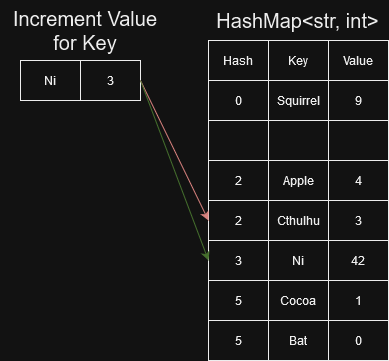 Increment Value
for Key
Ni 3
HashMap<str, int>
Hash Key Value
0 Squirrel 9
2 Apple 4
2 Cthulhu 3
3 Ni 42
5 Cocoa 1
5 Bat 0